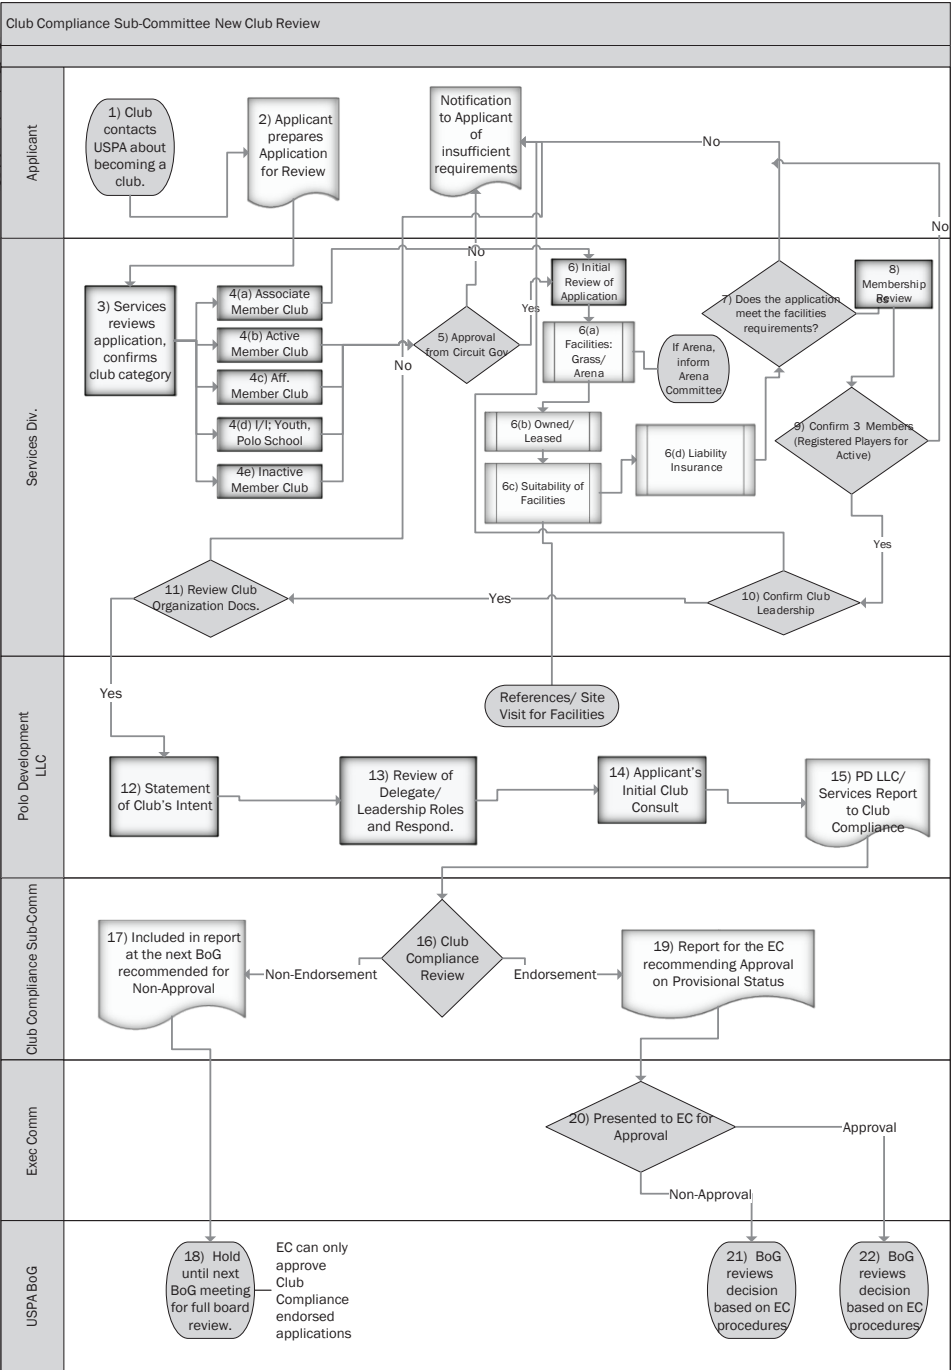 Club Compliance Sub-Committee New Club Review
Applicant
1) Club
contacts
USPA about
becoming a
club.
2) Applicant
prepares
Application
for Review
Notification
to Applicant
of
insufficient
requirements
No
No
Services Div.
3) Services
reviews
application,
confirms
club category
4(a) Associate
Member Club
4(b) Active
Member Club
4c) Aff.
Member Club
4(d) I/I; Youth,
Polo School
4e) Inactive
Member Club
No
5) Approval
from Circuit Gov
Yes
No
6) Initial
Review of
Application
6(a)
Facilities:
Grass/
Arena
If Arena,
inform
Arena
Committee
6(b) Owned/
Leased
6c) Suitability of
Facilities
6(d) Liability
Insurance
7) Does the application
meet the facilities
requirements?
8)
Membership
Review
9) Confirm 3 Members
(Registered Players for
Active)
Yes
10) Confirm Club
Leadership
Yes
11) Review Club
Organization Docs.
Yes
Polo Development
LLC
References/ Site
Visit for Facilities
12) Statement
of Club's Intent
13) Review of
Delegate/
Leadership Roles
and Respond.
14) Applicant's
Initial Club
Consult
15) PD LLC/
Services Report
to Club
Compliance
Club Compliance Sub-Comm
16) Club
Compliance
Review
Non-Endorsement
Endorsement
17) Included in report
at the next BoG
recommended for
Non-Approval
19) Report for the EC
recommending Approval
on Provisional Status
Exec Comm
20) Presented to EC for
Approval
Approval
Non-Approval
USPA BoG
18) Hold
until next
BoG meeting
for full board
review.
EC can only
approve
Club
Compliance
endorsed
applications
21) BoG
reviews
decision
based on EC
procedures
22) BoG
reviews
decision
based on EC
procedures